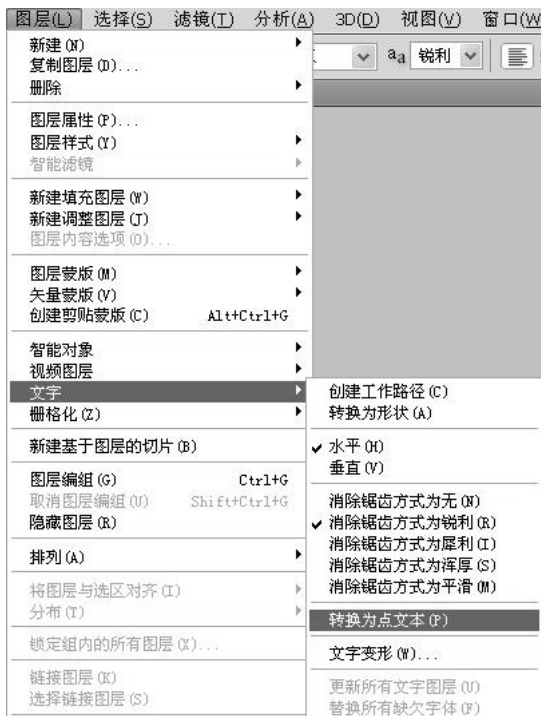 图层(L) 选择(S) 滤镜(T) 分析(A) 3D(D) 视图(V) 窗口(W
新建(N)
复制图层(D)...
删除
图层属性(P)...
图层样式(Y)
智能滤镜
新建填充图层(W)
新建调整图层(J)
图层内容选项(O)...
图层蒙版(M)
矢量蒙版(V)
创建剪贴蒙版(C) Alt+Ctrl+G
智能对象
视频图层
文字
栅格化(Z)
新建基于图层的切片(B)
图层编组(G) Ctrl+G
取消图层编组(U) Shift+Ctrl+G
隐藏图层(R)
排列(A)
将图层与选区对齐(I)
分布(T)
锁定组内的所有图层(X)...
链接图层(K)
选择链接图层(S)
aa 锐利
创建工作路径(C)
转换为形状(A)
水平(H)
垂直(V)
消除锯齿方式为无(N)
消除锯齿方式为锐利(R)
消除锯齿方式为犀利(I)
消除锯齿方式为浑厚(S)
消除锯齿方式为平滑(M)
转换为点文本(P)
文字变形(W)...
更新所有文字图层(U)
替换所有缺欠字体(F)